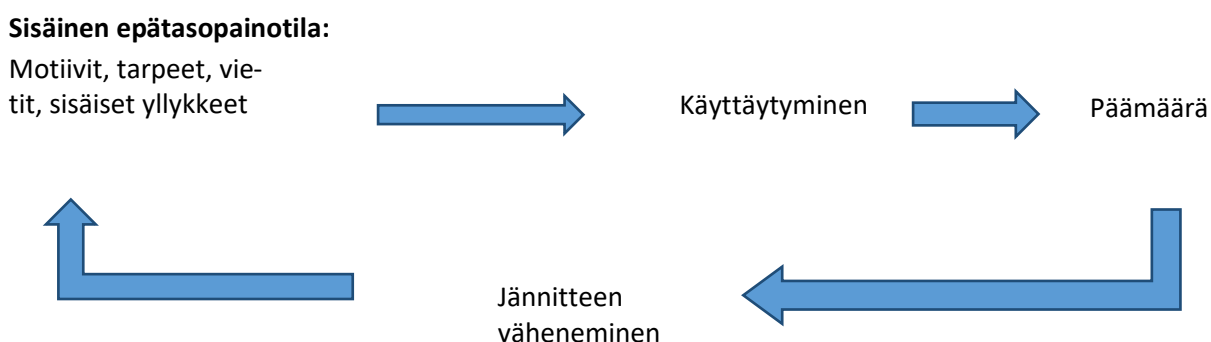 Sisäinen epätasopainotila:
Motiivit, tarpeet, vie-
tit, sisäiset yllykkeet
Käyttäytyminen
Päämäärä
Jännitteen
väheneminen